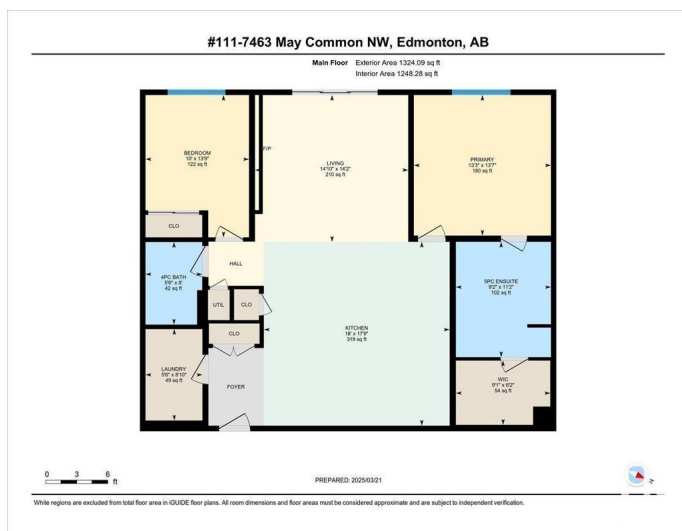 #111-7463 May Common NW, Edmonton, AB
Main Floor Exterior Area 1324.09 sq ft
Interior Area 1248.28 sq ft
BEDROOM
10' x 13'9"
122 sq ft
F/P
LIVING
14'10" x 14'2"
210 sq ft
PRIMARY
13'3" x 13'7"
180 sq ft
CLO
HALL
4PC BATH
5'6" x 8'
42 sq ft
5PC ENSUITE
9'2" x 11'2"
102 sq ft
UTIL
CLO
CLO
KITCHEN
18' x 17'9"
319 sq ft
LAUNDRY
5'6" x 8'10"
49 sq ft
FOYER
WIC
9'1" x 6'2"
54 sq ft
0 3 6
ft
PREPARED: 2025/03/21
N
White regions are excluded from total floor area in iGUIDE floor plans. All room dimensions and floor areas must be considered approximate and are subject to independent verification.